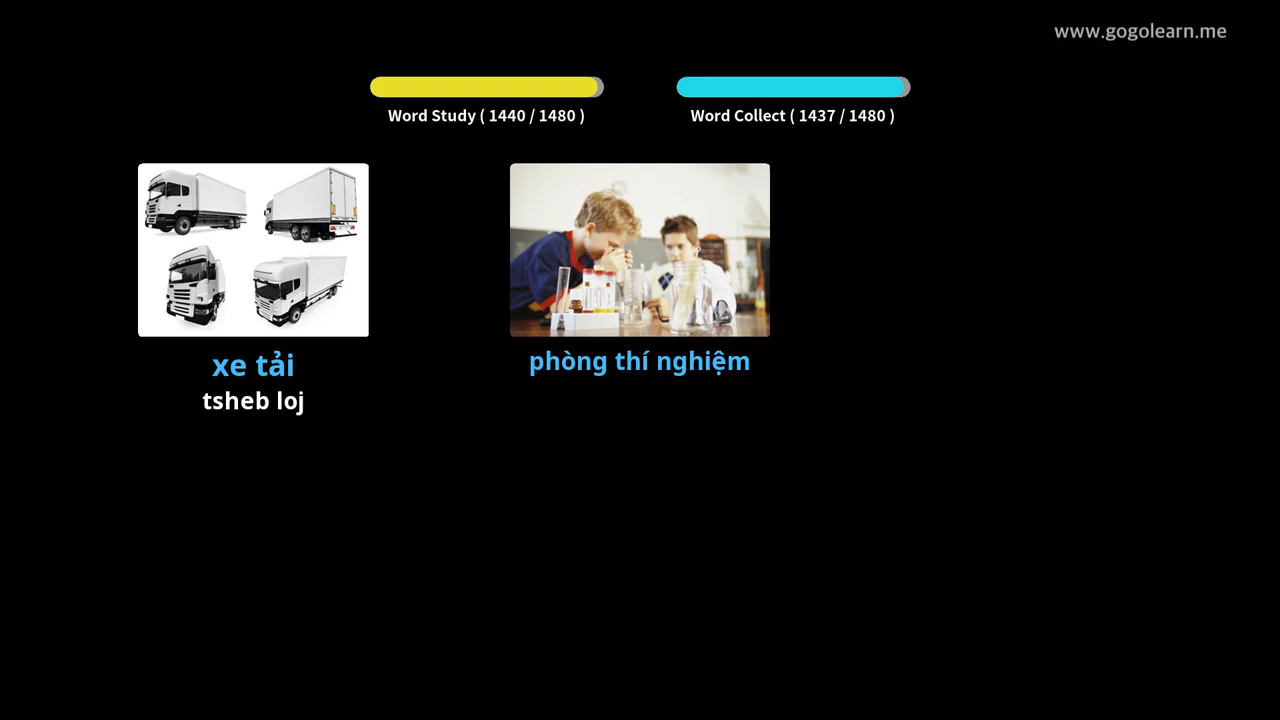 www.gogolearn.me
Word Study ( 1440 / 1480 )
Word Collect ( 1437 / 1480 )
xe tải
tsheb loj
phòng thí nghiệm